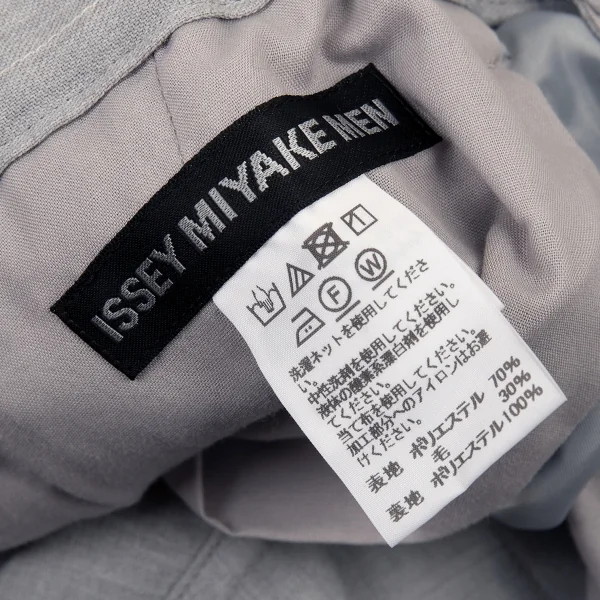 ISSEY MIYAKE MEN
F W
洗濯ネットを使用してくださ
い。
中性洗剤を使用してください。
液体の酸素系漂白剤を使用し
てください。
当て布を使用してください。
加工部分へのアイロンはお避
けください。
表地 ポリエステル 70%
毛 30%
裏地 ポリエステル 100%